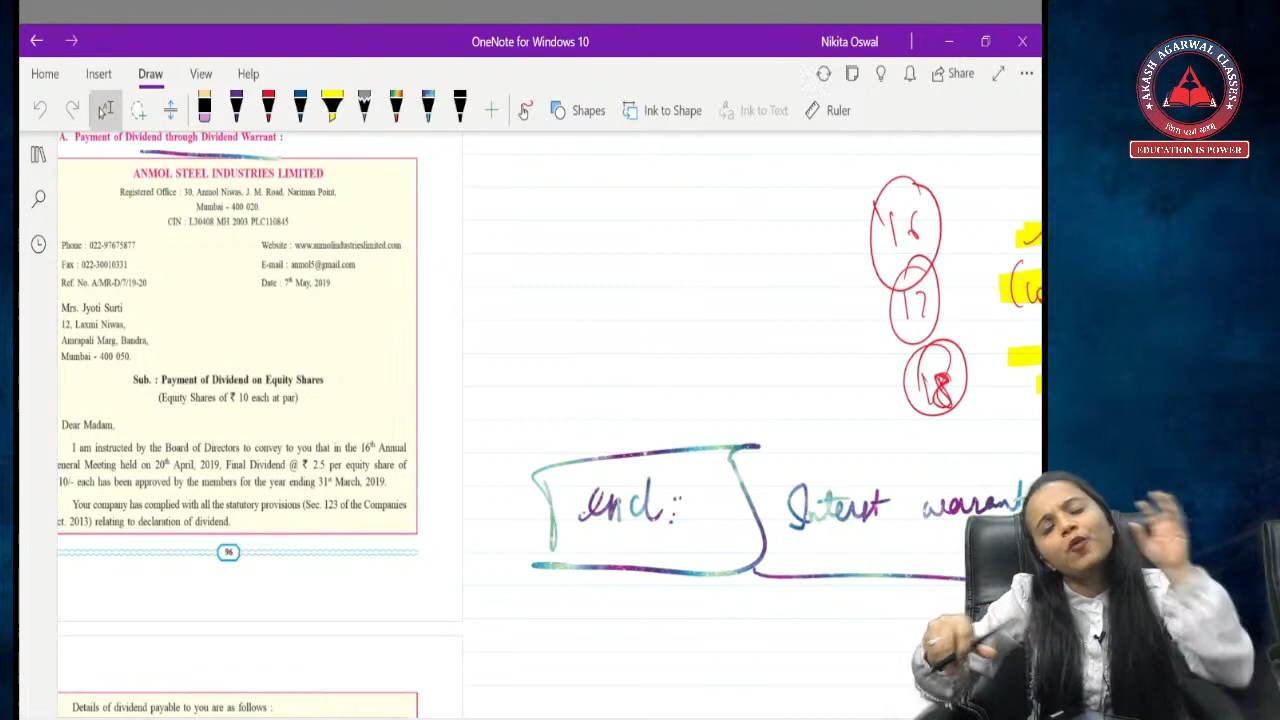 OneNote for Windows 10
Nikita Oswal
Home Insert Draw View Help
Share
Shapes Ink to Shape Ink to Text Ruler
A. Payment of Dividend through Dividend Warrant :
ANMOL STEEL INDUSTRIES LIMITED
Registered Office : 30, Anmol Niwas, J. M. Road, Nariman Point,
Mumbai - 400 020.
CIN : L30408 MH 2003 PLC110845
Phone : 022-97675877 Website : www.anmolindustrieslimited.com
Fax : 022-30010331 E-mail : anmol5@gmail.com
Ref. No. A/MR-D/7/19-20 Date : 7th May, 2019
Mrs. Jyoti Surti
12, Laxmi Niwas,
Amrapali Marg, Bandra,
Mumbai - 400 050.
Sub. : Payment of Dividend on Equity Shares
(Equity Shares of ₹ 10 each at par)
Dear Madam,
I am instructed by the Board of Directors to convey to you that in the 16th Annual
eneral Meeting held on 20th April, 2019, Final Dividend @ ₹ 2.5 per equity share of
10/- each has been approved by the members for the year ending 31st March, 2019.
Your company has complied with all the statutory provisions (Sec. 123 of the Companies
ct. 2013) relating to declaration of dividend.
96
Details of dividend payable to you are as follows :
16
17
18
encl: Interest warrant
AKASH AGARWAL CLASSES
EDUCATION IS POWER